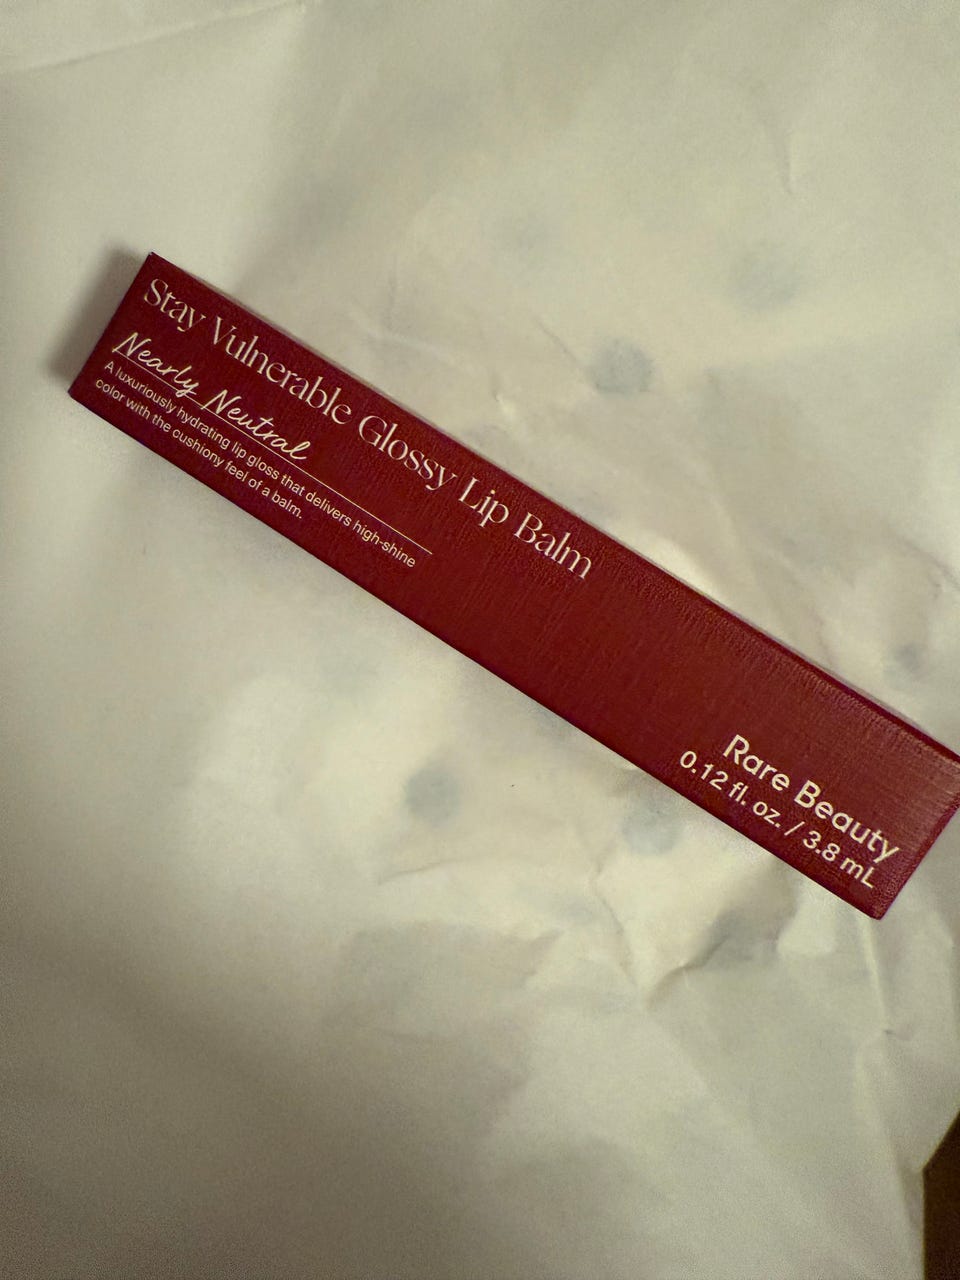 Stay Vulnerable Glossy Lip Balm
Nearly Neutral
A luxuriously hydrating lip gloss that delivers high-shine
color with the cushiony feel of a balm.
Rare Beauty
0.12 fl. oz. / 3.8 mL